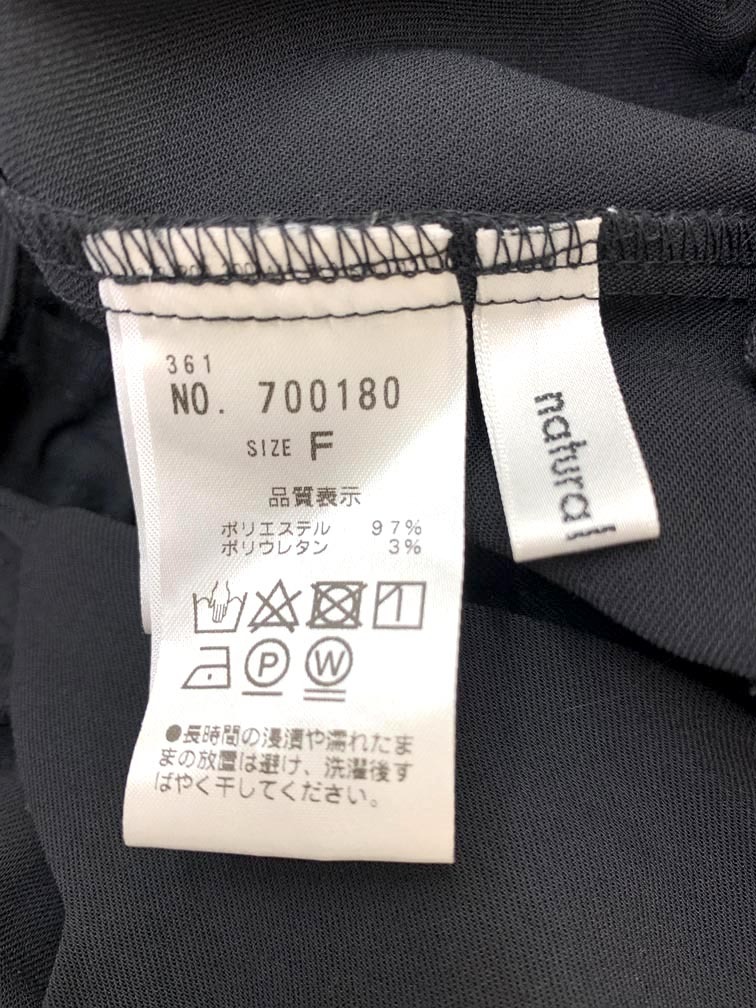 361
NO. 700180
SIZE F
品質表示
ポリエステル 97%
ポリウレタン 3%
P W
●長時間の浸漬や濡れたま
まの放置は避け、洗濯後す
ばやく干してください。
natural